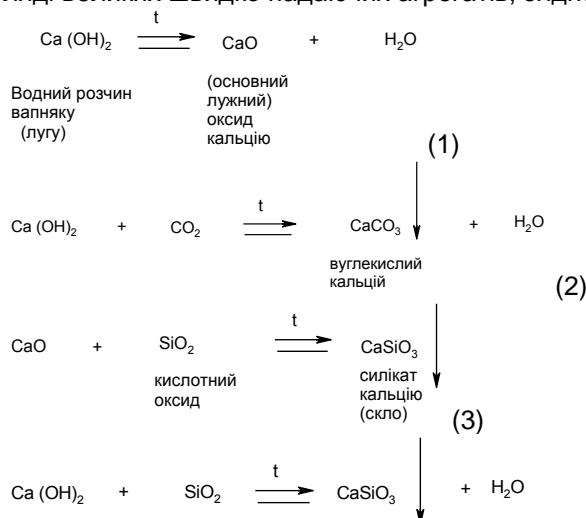 t
Ca (OH)₂ CaO + H₂O
Водний розчин
вапняку
(лугу)
(основний
лужний)
оксид
кальцію
(1)
t
Ca (OH)₂ + CO₂ CaCO₃ + H₂O
вуглекислий
кальцій
(2)
t
CaO + SiO₂ CaSiO₃
кислотний
оксид
силікат
кальцію
(скло)
(3)
t
Ca (OH)₂ + SiO₂ CaSiO₃ + H₂O